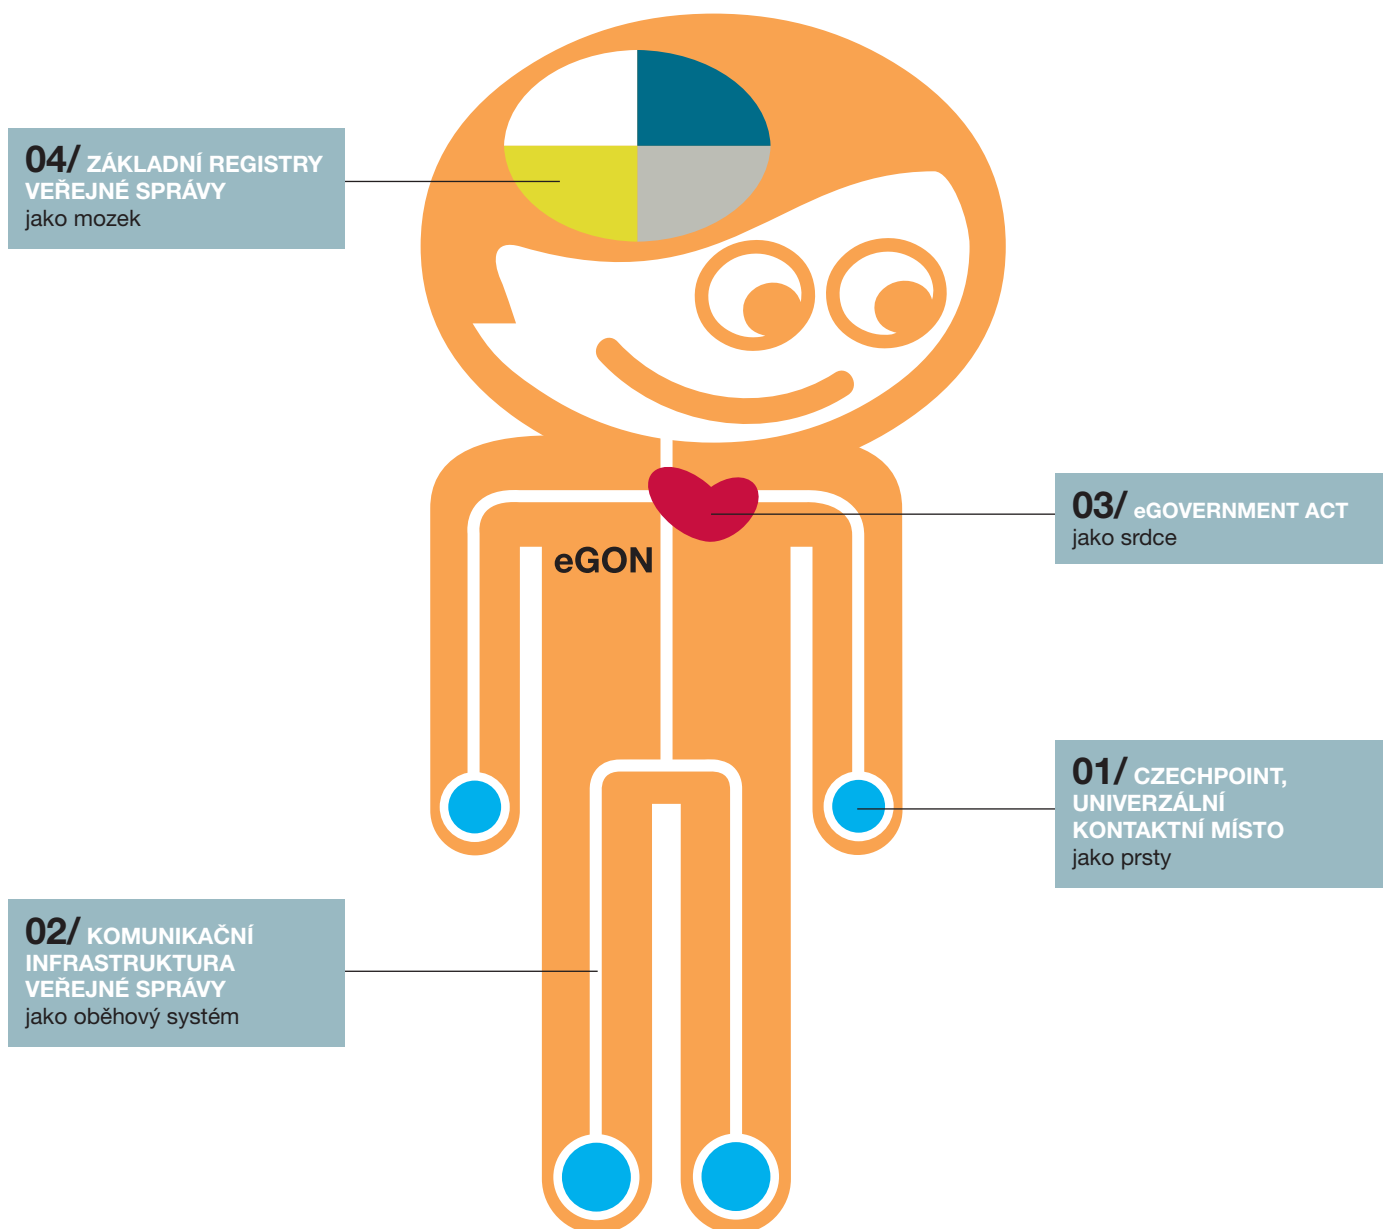 04/ ZÁKLADNÍ REGISTRY
VEŘEJNÉ SPRÁVY
jako mozek
03/ eGOVERNMENT ACT
jako srdce
eGON
01/ CZECHPOINT,
UNIVERZÁLNÍ
KONTAKTNÍ MÍSTO
jako prsty
02/ KOMUNIKAČNÍ
INFRASTRUKTURA
VEŘEJNÉ SPRÁVY
jako oběhový systém